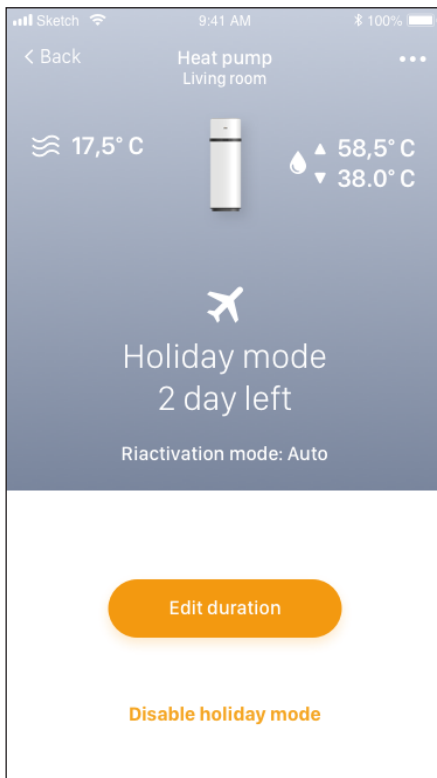 Sketch 9:41 AM 100%
< Back
Heat pump
•••
Living room
17,5° C
▲ 58,5° C
▼ 38.0° C
Holiday mode
2 day left
Riactivation mode: Auto
Edit duration
Disable holiday mode